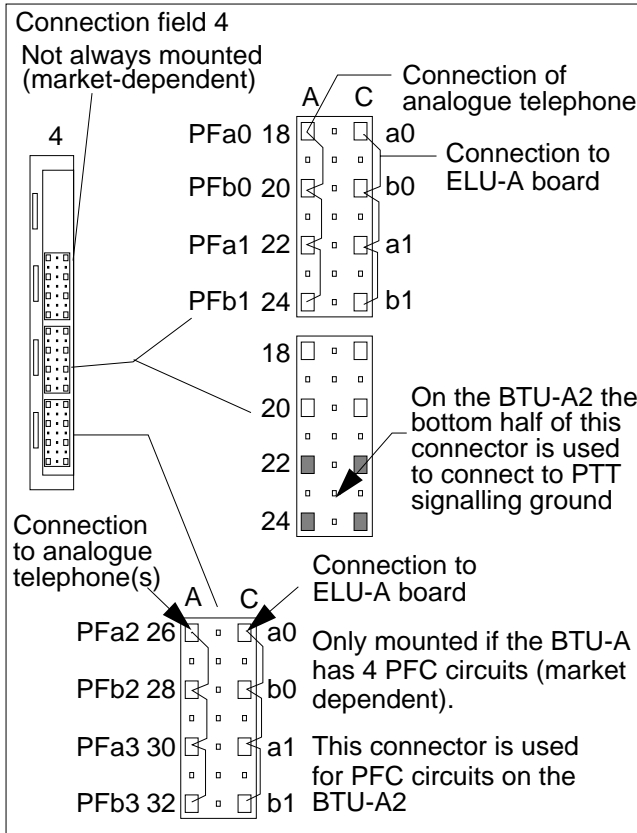 Connection field 4
Not always mounted
(market-dependent)
4
A C
Connection of
analogue telephone
PFa0 18 a0
Connection to
ELU-A board
PFb0 20 b0
PFa1 22 a1
PFb1 24 b1
18
20
22
24
On the BTU-A2 the
bottom half of this
connector is used
to connect to PTT
signalling ground
Connection
to analogue
telephone(s)
A C
Connection to
ELU-A board
PFa2 26 a0
PFb2 28 b0
PFa3 30 a1
PFb3 32 b1
Only mounted if the BTU-A
has 4 PFC circuits (market
dependent).
This connector is used
for PFC circuits on the
BTU-A2